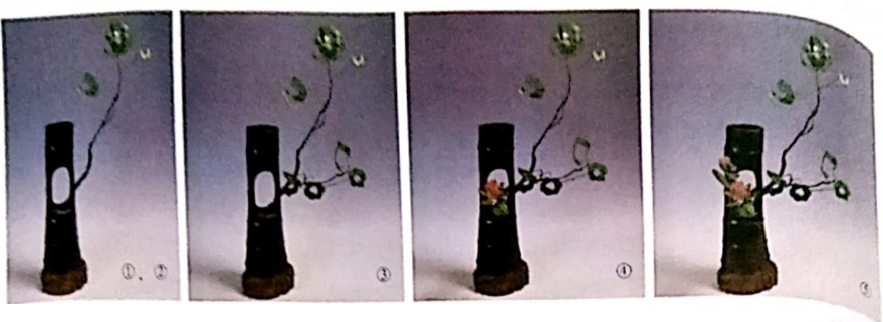 ①、②
③
④
⑤